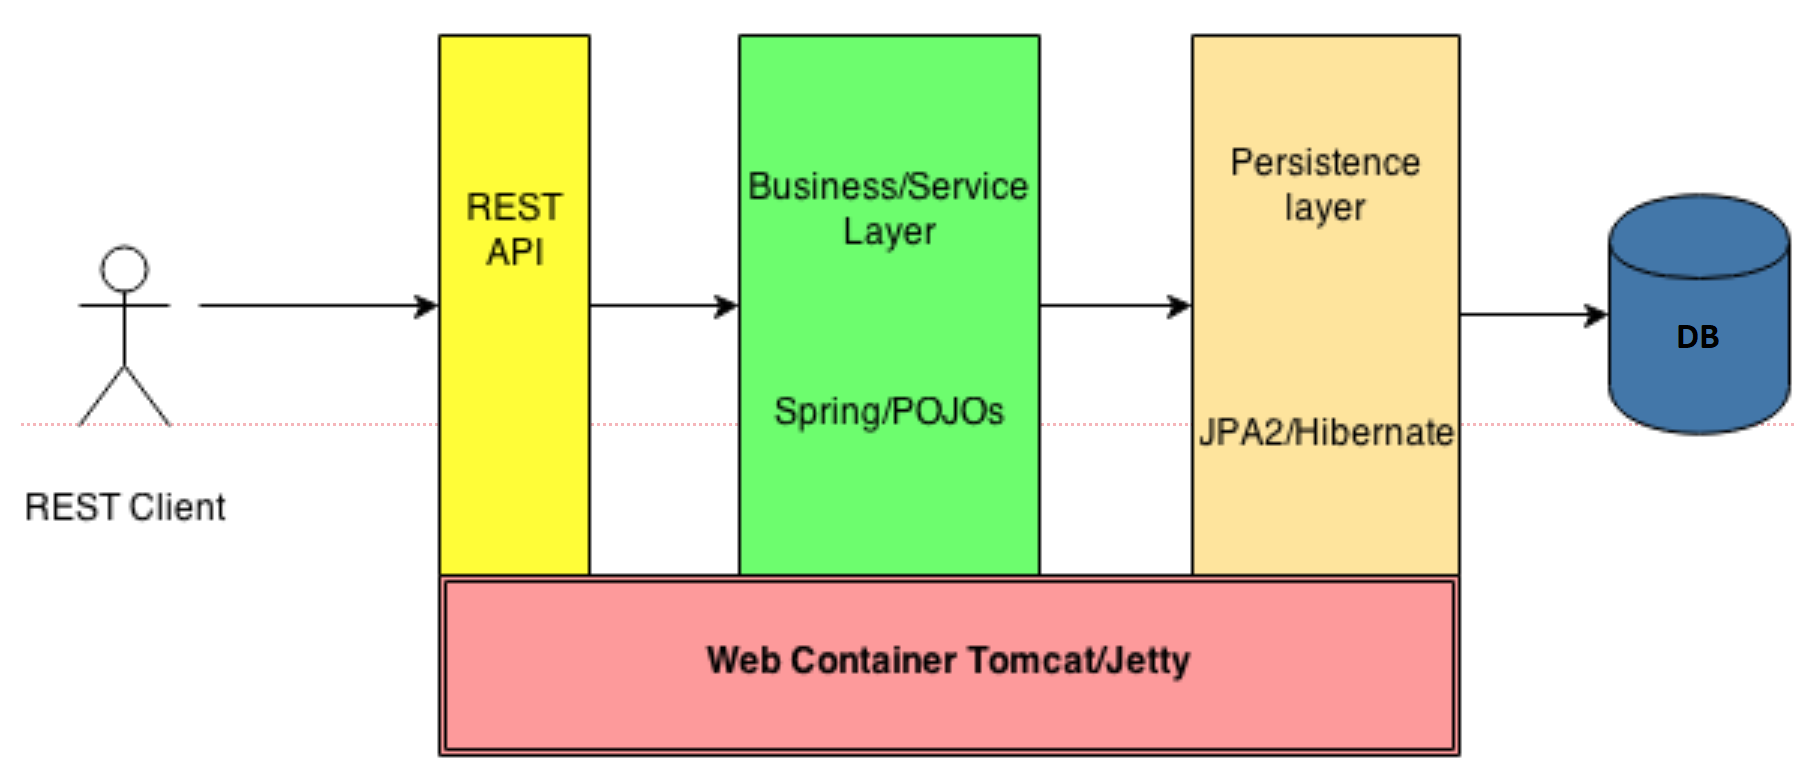 REST Client
REST
API
Business/Service
Layer
Spring/POJOs
Persistence
layer
JPA2/Hibernate
DB
Web Container Tomcat/Jetty